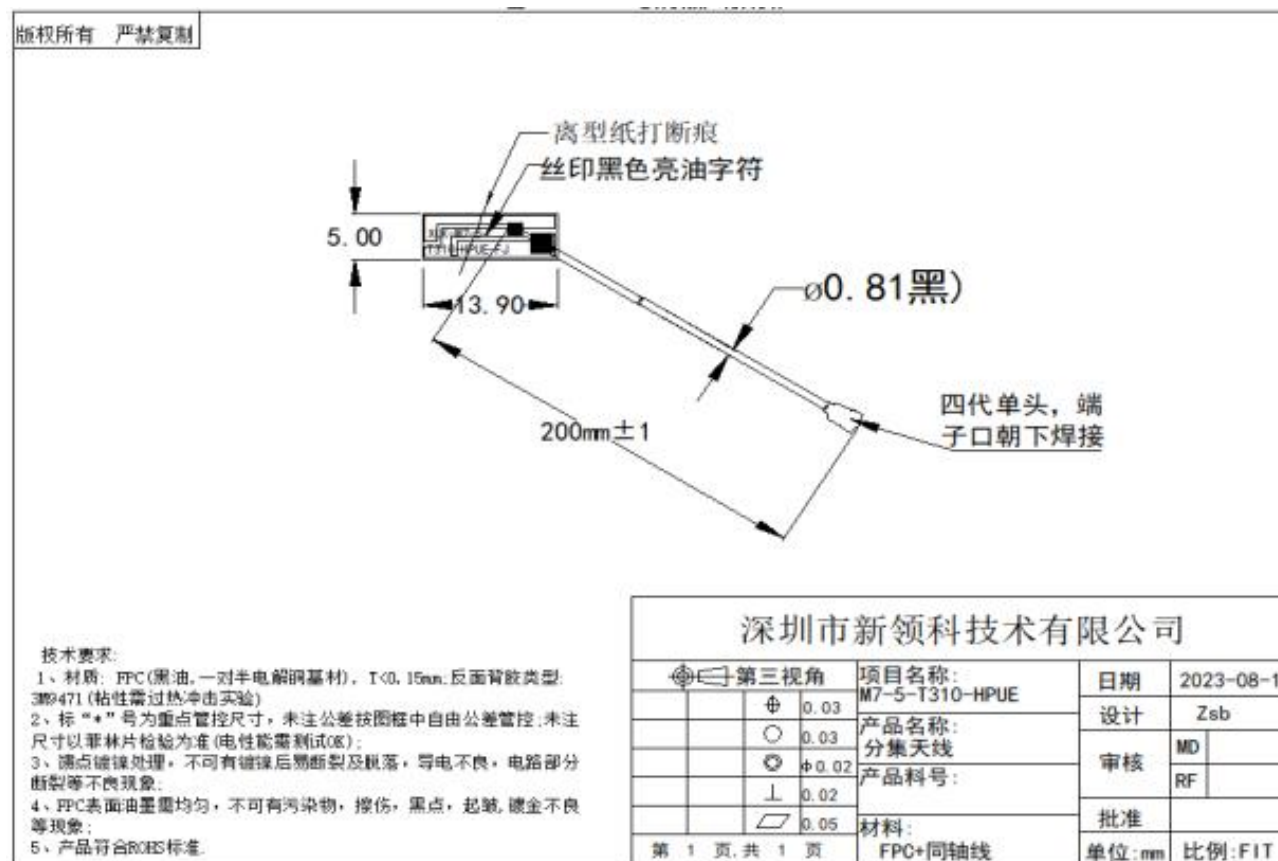 版权所有 严禁复制
离型纸打断痕
丝印黑色亮油字符
5.00
T310-HPUE-FJ
13.90
ø0.81黑)
200mm±1
四代单头，端
子口朝下焊接
技术要求:
1、材质: FPC(黑油,一对半电解铜基材), T<0.15mm;反面背胶类型:
3M9471(粘性需过热冲击实验)
2、标“*”号为重点管控尺寸，未注公差按图框中自由公差管控;未注
尺寸以菲林片检验为准(电性能需测试OK);
3、镀镍处理，不可有镀镍后易断裂及脱落，导电不良，电路部分
断裂等不良现象;
4、FPC表面油墨需均匀，不可有污染物，擦伤，黑点，起皱,镀金不良
等现象;
5、产品符合ROHS标准.
深圳市新领科技术有限公司
第三视角
0.03
0.03
ф0.02
0.02
0.05
第 1 页,共 1 页
项目名称:
M7-5-T310-HPUE
产品名称:
分集天线
产品料号:
材料:
FPC+同轴线
日期 2023-08-1
设计 Zsb
审核 MD
RF
批准
单位:mm 比例:FIT